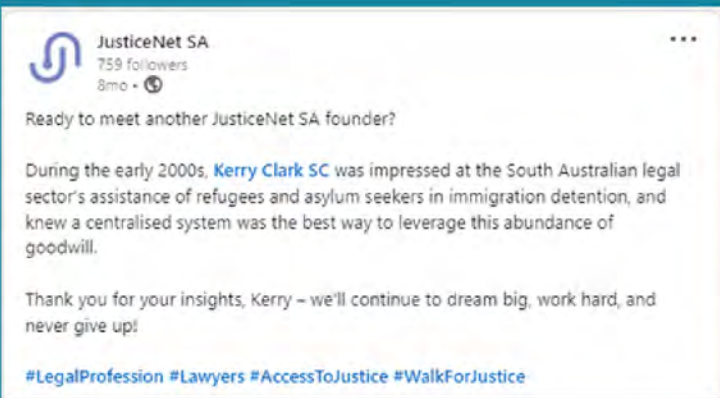 JusticeNet SA
759 followers
8mo •
Ready to meet another JusticeNet SA founder?
During the early 2000s, Kerry Clark SC was impressed at the South Australian legal
sector's assistance of refugees and asylum seekers in immigration detention, and
knew a centralised system was the best way to leverage this abundance of
goodwill.
Thank you for your insights, Kerry – we'll continue to dream big, work hard, and
never give up!
#LegalProfession #Lawyers #AccessToJustice #WalkForJustice